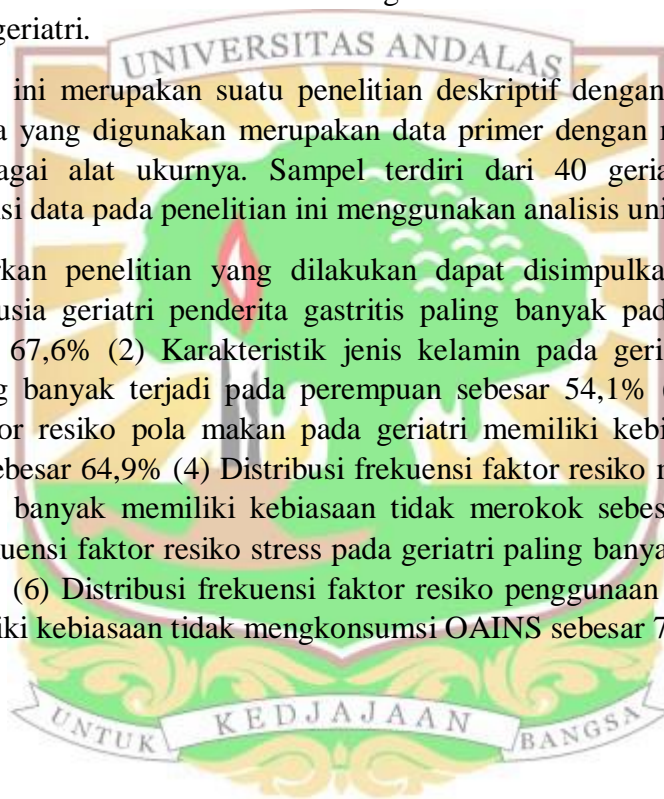 geriatri.
UNIVERSITAS ANDALAS
ini merupakan suatu penelitian deskriptif dengan
yang digunakan merupakan data primer dengan
agai alat ukurnya. Sampel terdiri dari 40 geria
si data pada penelitian ini menggunakan analisis uni
rkan penelitian yang dilakukan dapat disimpulka
usia geriatri penderita gastritis paling banyak pad
67,6% (2) Karakteristik jenis kelamin pada geri
g banyak terjadi pada perempuan sebesar 54,1%
or resiko pola makan pada geriatri memiliki kebi
ebesar 64,9% (4) Distribusi frekuensi faktor resiko
banyak memiliki kebiasaan tidak merokok sebes
kuensi faktor resiko stress pada geriatri paling banya
(6) Distribusi frekuensi faktor resiko penggunaan
iki kebiasaan tidak mengkonsumsi OAINS sebesar 7
UNTUK KEDJAJAAN BANGSA